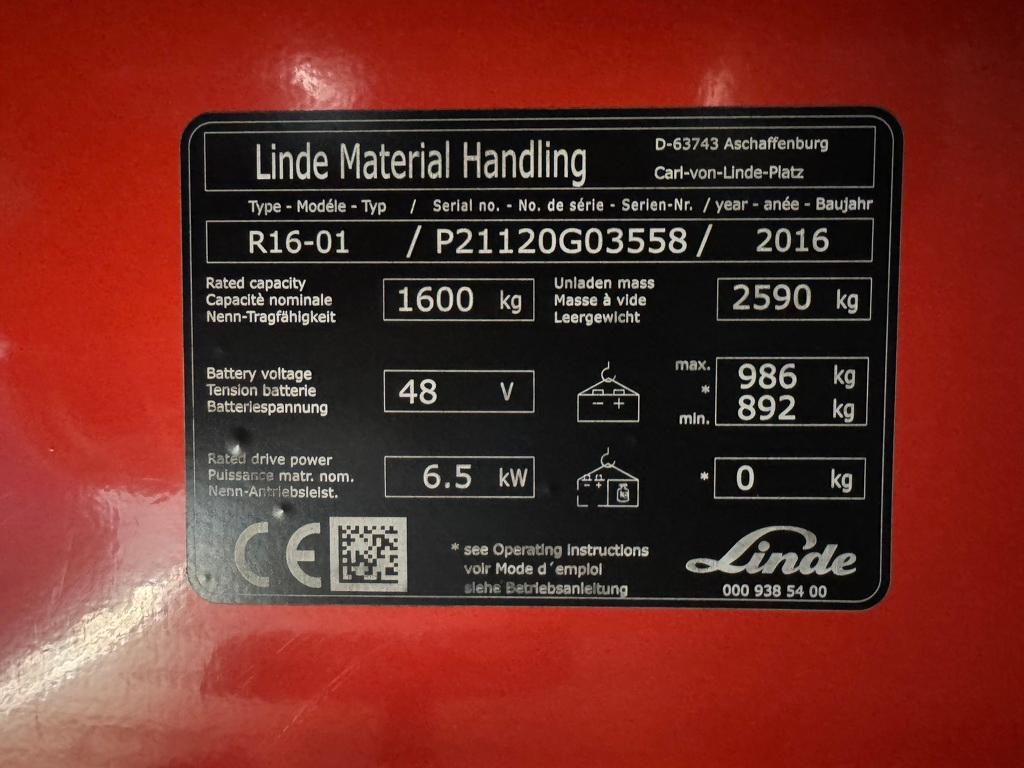 Linde Material Handling
D-63743 Aschaffenburg
Carl-von-Linde-Platz
Type - Modéle - Typ / Serial no. - No. de série - Serien-Nr. / year - anée - Baujahr
R16-01 / P21120G03558 / 2016
Rated capacity
Capacitè nominale
Nenn-Tragfähigkeit
1600 kg
Unladen mass
Masse à vide
Leergewicht
2590 kg
Battery voltage
Tension batterie
Batteriespannung
48 V
max. 986 kg
*
min. 892 kg
Rated drive power
Puissance matr. nom.
Nenn-Antriebsleist.
6.5 kW
* 0 kg
CE
* see Operating instructions
voir Mode d´emploi
siehe Betriebsanleitung
Linde
000 938 54 00